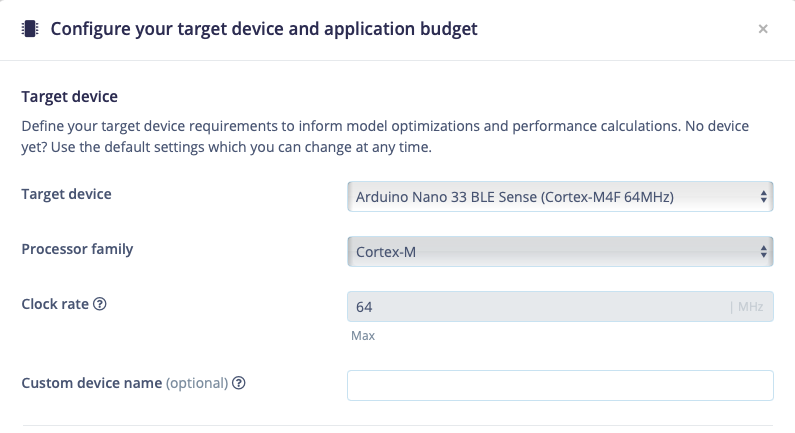 Configure your target device and application budget
×
Target device
Define your target device requirements to inform model optimizations and performance calculations. No device
yet? Use the default settings which you can change at any time.
Target device
Arduino Nano 33 BLE Sense (Cortex-M4F 64MHz)
Processor family
Cortex-M
Clock rate ?
64 | MHz
Max
Custom device name (optional) ?